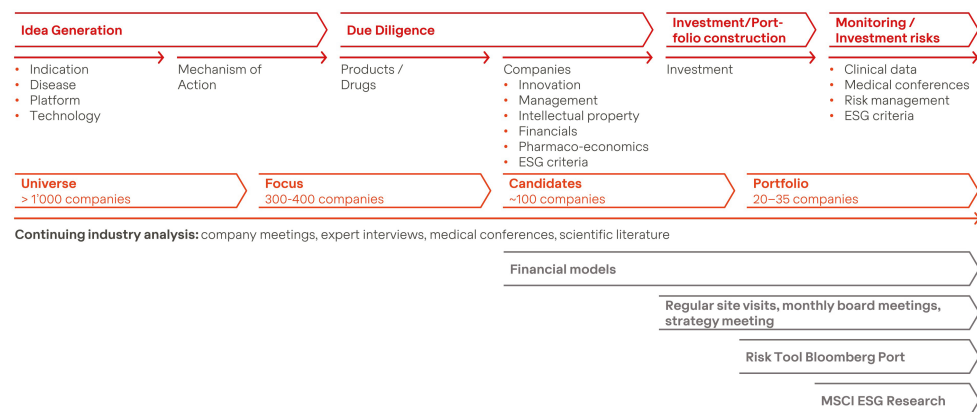 Idea Generation
Due Diligence
Investment/Port-
folio construction
Monitoring /
Investment risks
• Indication
• Disease
• Platform
• Technology
Mechanism of
Action
Products /
Drugs
Companies
• Innovation
• Management
• Intellectual property
• Financials
• Pharmaco-economics
• ESG criteria
Investment
• Clinical data
• Medical conferences
• Risk management
• ESG criteria
Universe
> 1’000 companies
Focus
300-400 companies
Candidates
~100 companies
Portfolio
20–35 companies
Continuing industry analysis: company meetings, expert interviews, medical conferences, scientific literature
Financial models
Regular site visits, monthly board meetings,
strategy meeting
Risk Tool Bloomberg Port
MSCI ESG Research